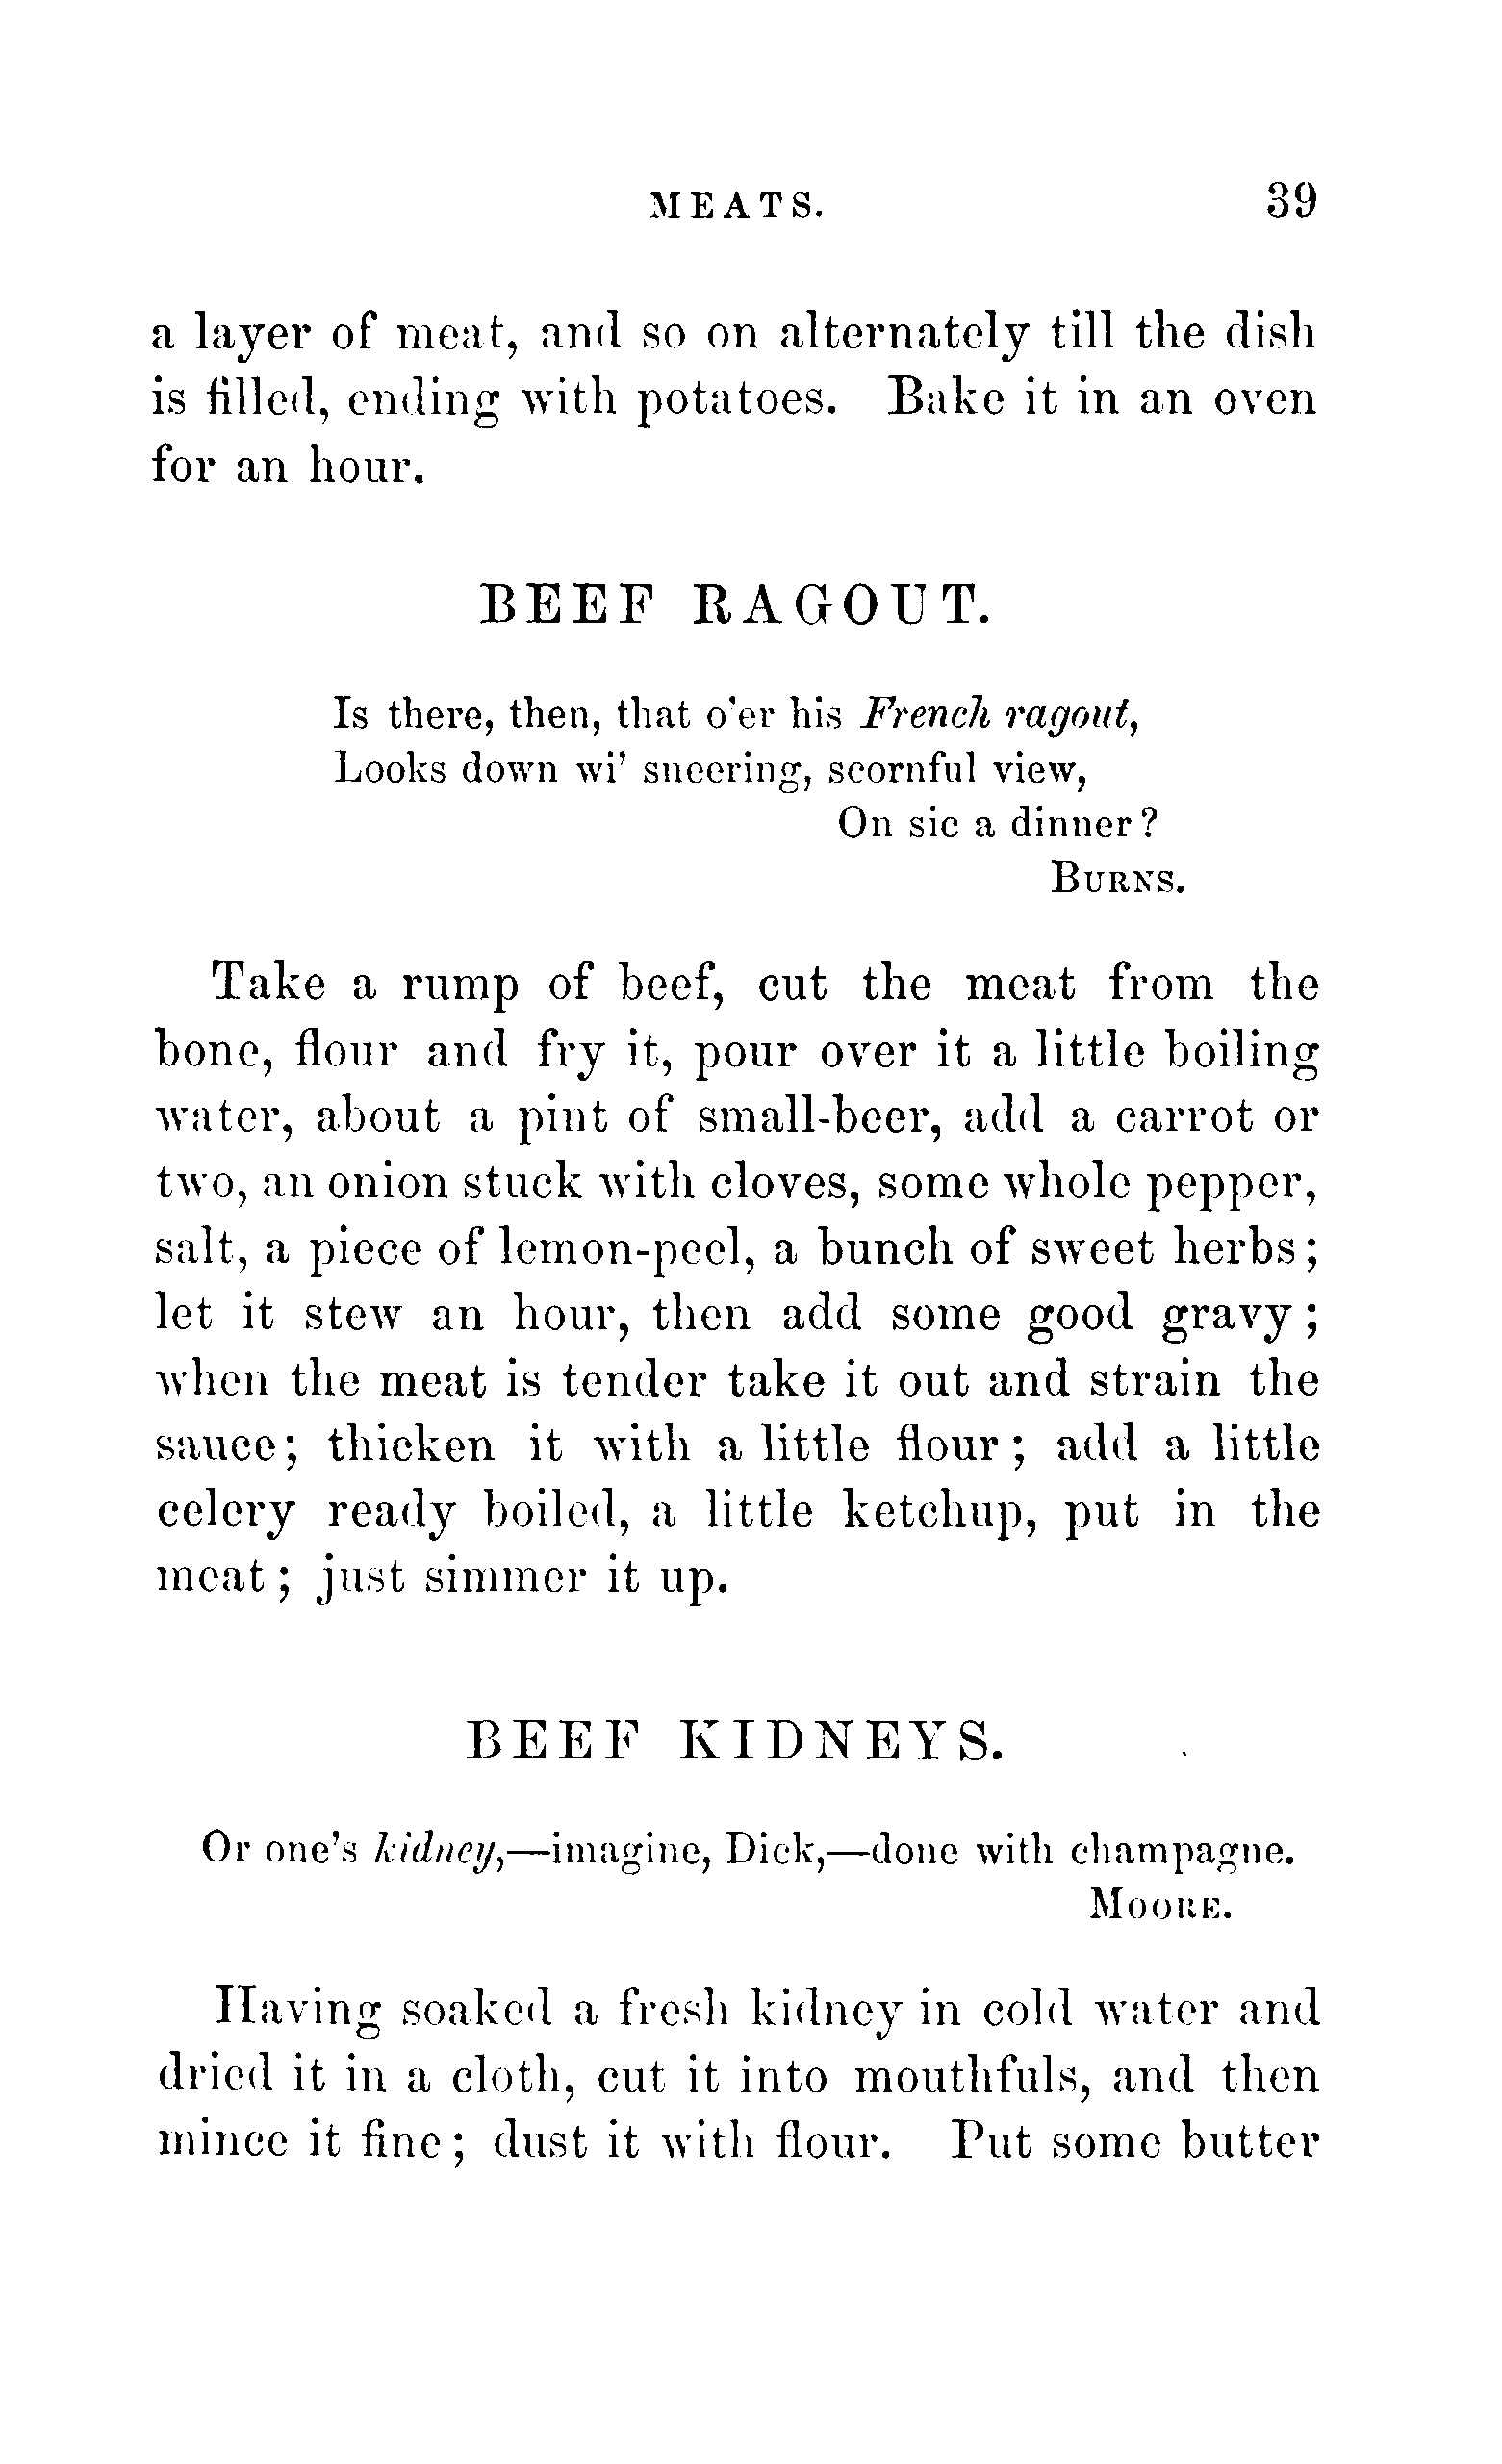 MEATS. 39
a layer of meat, and so on alternately till the dish
is filled, ending with potatoes. Bake it in an oven
for an hour.
BEEF RAGOUT.
Is there, then, that o'er his French ragout,
Looks down wi' sneering, scornful view,
On sic a dinner?
BURNS.
Take a rump of beef, cut the meat from the
bone, flour and fry it, pour over it a little boiling
water, about a pint of small-beer, add a carrot or
two, an onion stuck with cloves, some whole pepper,
salt, a piece of lemon-peel, a bunch of sweet herbs;
let it stew an hour, then add some good gravy;
when the meat is tender take it out and strain the
sauce; thicken it with a little flour; add a little
celery ready boiled, a little ketchup, put in the
meat; just simmer it up.
BEEF KIDNEYS.
Or one's kidney,—imagine, Dick,—done with champagne.
MOORE.
Having soaked a fresh kidney in cold water and
dried it in a cloth, cut it into mouthfuls, and then
mince it fine; dust it with flour. Put some butter